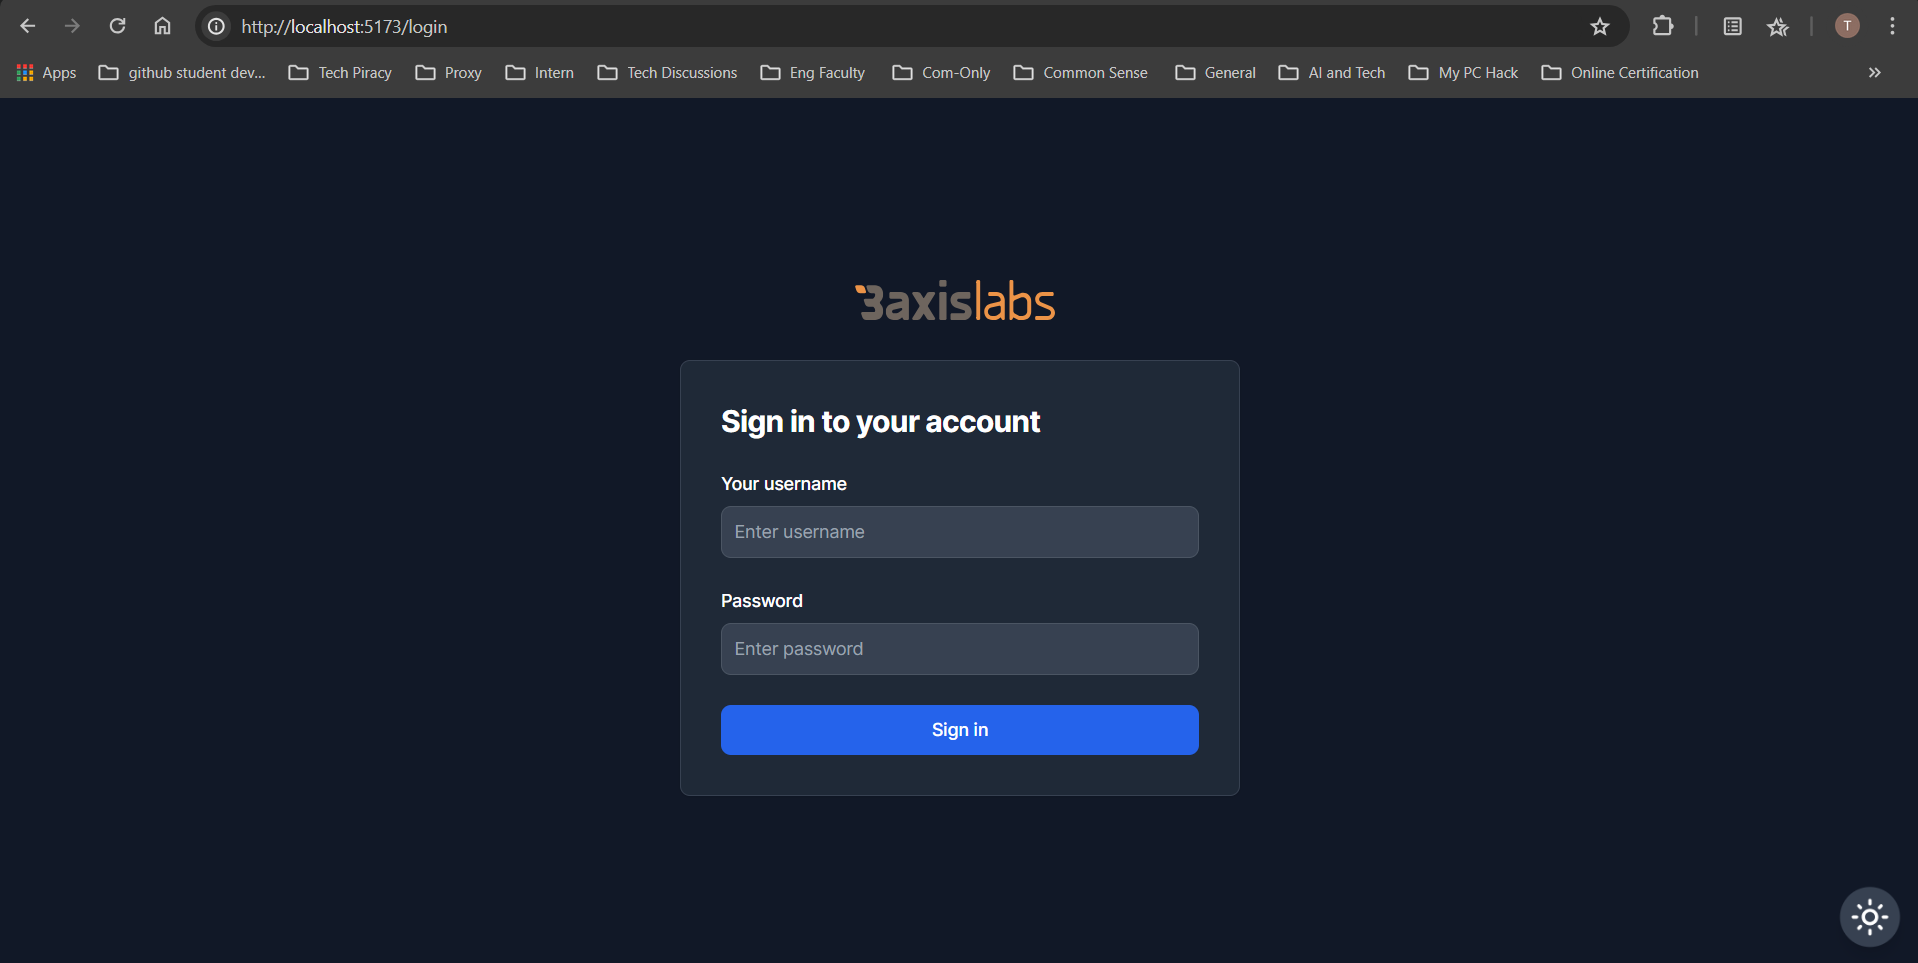 http://localhost:5173/login
T
Apps github student dev... Tech Piracy Proxy Intern Tech Discussions Eng Faculty Com-Only Common Sense General AI and Tech My PC Hack Online Certification
3axislabs
Sign in to your account
Your username
Enter username
Password
Enter password
Sign in